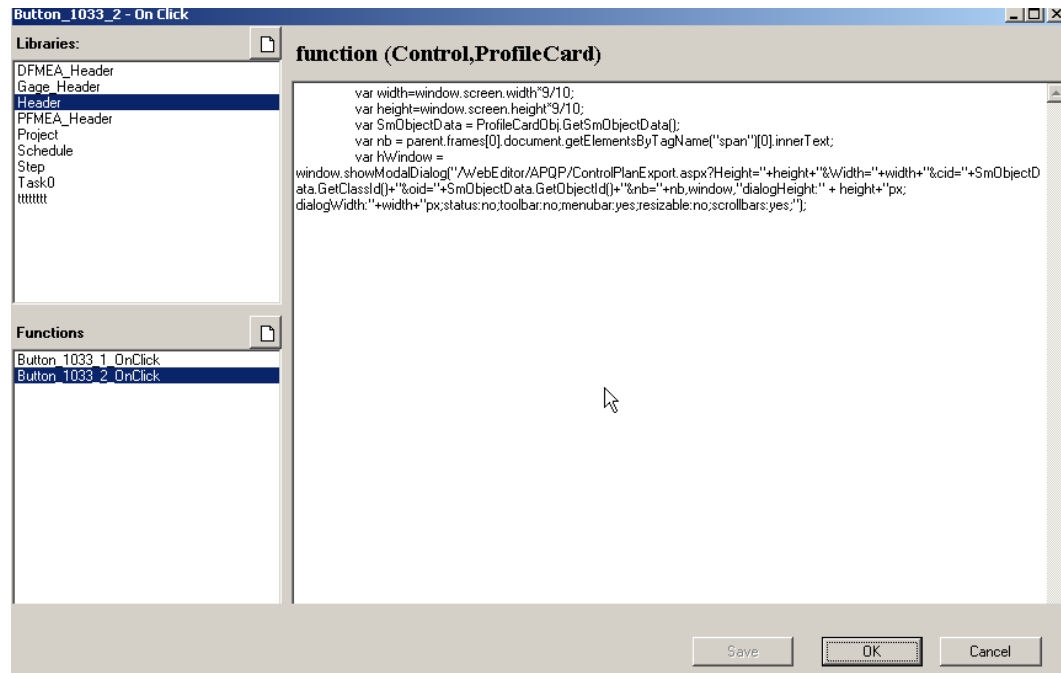 Button_1033_2 - On Click
Libraries:
DFMEA_Header
Gage_Header
Header
PFMEA_Header
Project
Schedule
Step
Task0
tttttttt
Functions
Button_1033_1_OnClick
Button_1033_2_OnClick
function (Control,ProfileCard)
var width=window.screen.width*9/10;
var height=window.screen.height*9/10;
var SmObjectData = ProfileCardObj.GetSmObjectData();
var nb = parent.frames[0].document.getElementsByTagName("span")[0].innerText;
var hWindow =
window.showModalDialog("/WebEditor/APQP/ControlPlanExport.aspx?Height="+height+"&Width="+width+"&cid="+SmObjectD
ata.GetClassId()+"&oid="+SmObjectData.GetObjectId()+"&nb="+nb,window,"dialogHeight:" + height+"px;
dialogWidth:"+width+"px;status:no;toolbar:no;menubar:yes;resizable:no;scrollbars:yes;");
Save
OK
Cancel